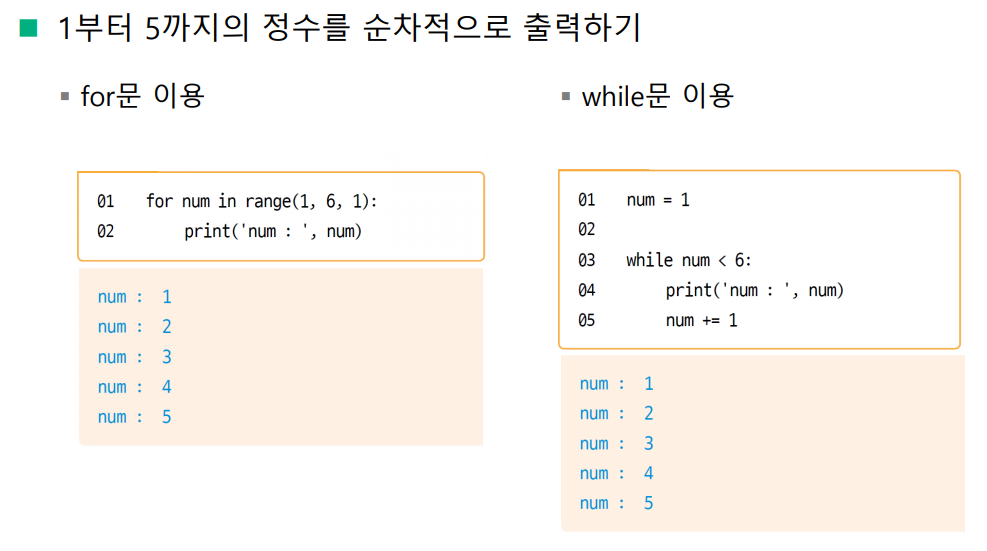 1부터 5까지의 정수를 순차적으로 출력하기
for문 이용
01 for num in range(1, 6, 1):
02 print('num : ', num)
num : 1
num : 2
num : 3
num : 4
num : 5
while문 이용
01 num = 1
02
03 while num < 6:
04 print('num : ', num)
05 num += 1
num : 1
num : 2
num : 3
num : 4
num : 5